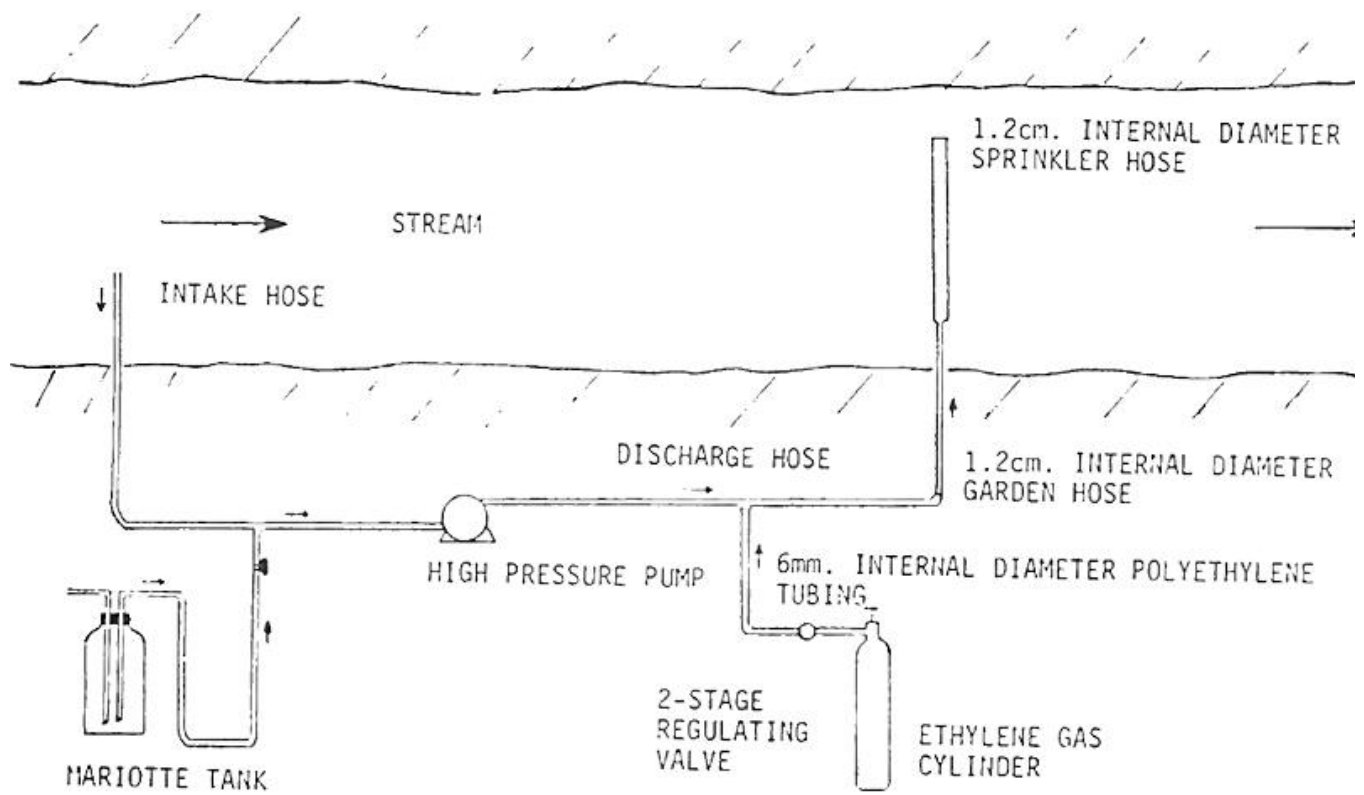 1.2cm. INTERNAL DIAMETER
SPRINKLER HOSE
STREAM
INTAKE HOSE
DISCHARGE HOSE
1.2cm. INTERNAL DIAMETER
GARDEN HOSE
HIGH PRESSURE PUMP
6mm. INTERNAL DIAMETER POLYETHYLENE
TUBING
2-STAGE
REGULATING
VALVE
ETHYLENE GAS
CYLINDER
MARIOTTE TANK